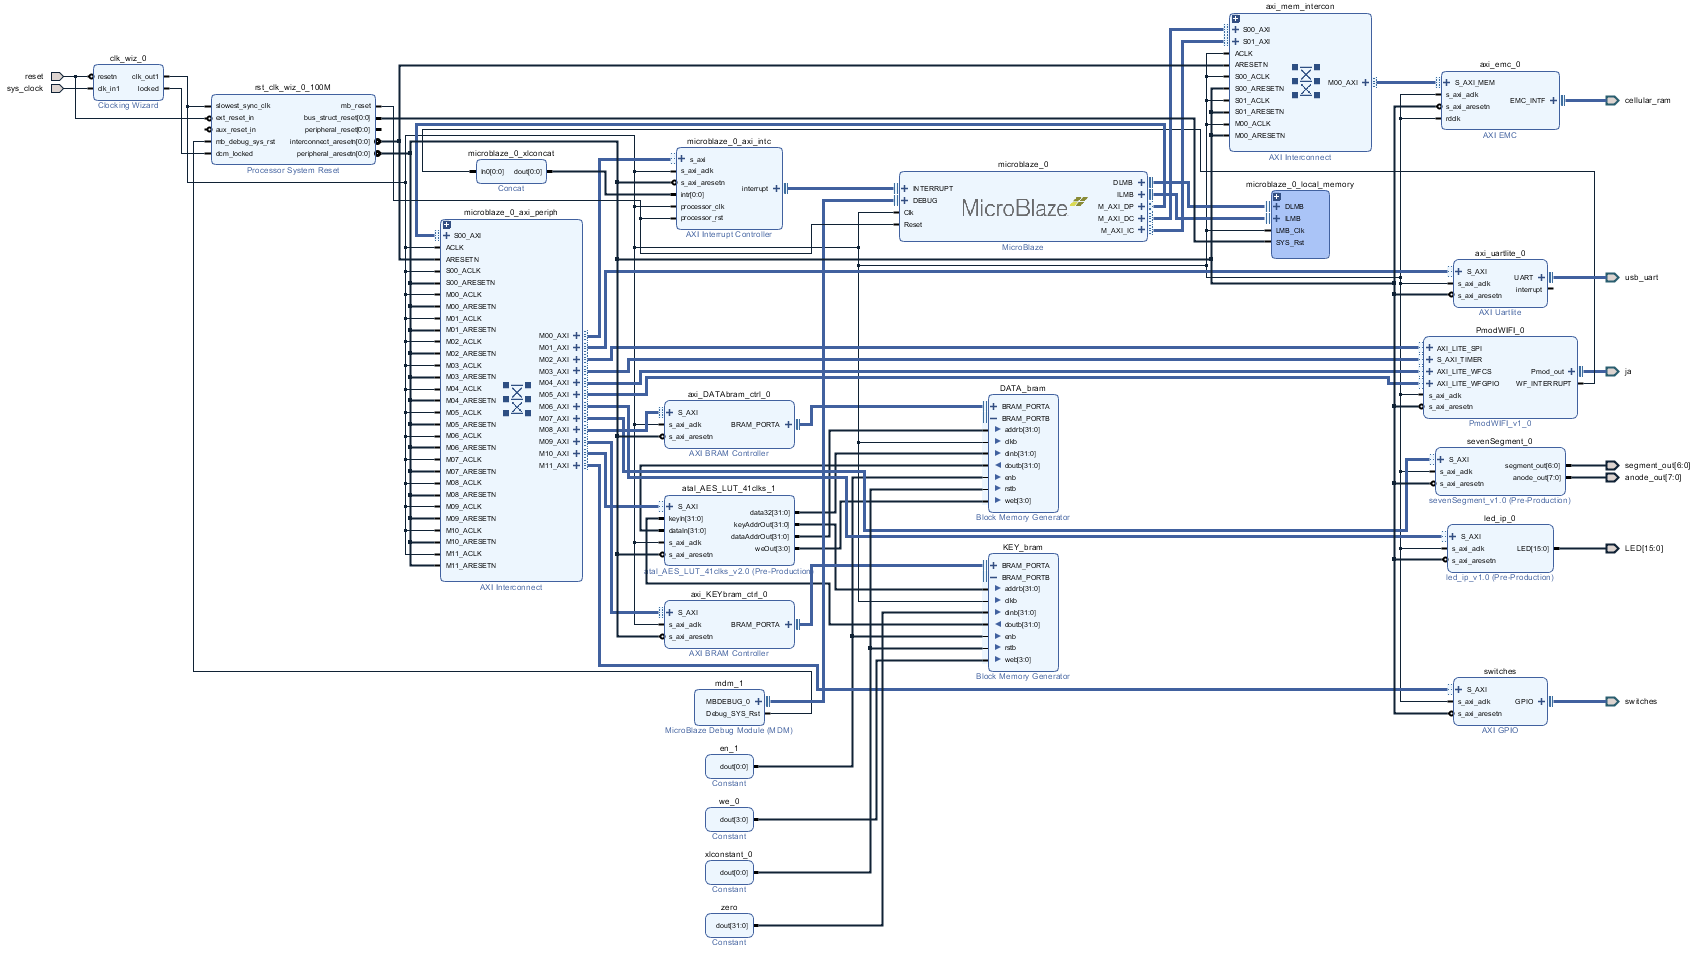 reset
sys_clock
clk_wiz_0
resetn
clk_in1
clk_out1
locked
Clocking Wizard
rst_clk_wiz_0_100M
slowest_sync_clk
ext_reset_in
aux_reset_in
mb_debug_sys_rst
dcm_locked
mb_reset
bus_struct_reset[0:0]
peripheral_reset[0:0]
interconnect_aresetn[0:0]
peripheral_aresetn[0:0]
Processor System Reset
microblaze_0_xlconcat
In0[0:0]
dout[0:0]
Concat
microblaze_0_axi_periph
S00_AXI
ACLK
ARESETN
S00_ACLK
S00_ARESETN
M00_ACLK
M00_ARESETN
M01_ACLK
M01_ARESETN
M02_ACLK
M02_ARESETN
M03_ACLK
M03_ARESETN
M04_ACLK
M04_ARESETN
M05_ACLK
M05_ARESETN
M06_ACLK
M06_ARESETN
M07_ACLK
M07_ARESETN
M08_ACLK
M08_ARESETN
M09_ACLK
M09_ARESETN
M10_ACLK
M10_ARESETN
M11_ACLK
M11_ARESETN
M00_AXI
M01_AXI
M02_AXI
M03_AXI
M04_AXI
M05_AXI
M06_AXI
M07_AXI
M08_AXI
M09_AXI
M10_AXI
M11_AXI
AXI Interconnect
microblaze_0_axi_intc
s_axi
s_axi_aclk
s_axi_aresetn
intr[0:0]
processor_clk
processor_rst
interrupt
AXI Interrupt Controller
axi_DATAbram_ctrl_0
S_AXI
s_axi_aclk
s_axi_aresetn
BRAM_PORTA
AXI BRAM Controller
atal_AES_LUT_41clks_1
S_AXI
keyIn[31:0]
dataIn[31:0]
s_axi_aclk
s_axi_aresetn
data32[31:0]
keyAddrOut[31:0]
dataAddrOut[31:0]
weOut[3:0]
atal_AES_LUT_41clks_v2.0 (Pre-Production)
axi_KEYbram_ctrl_0
S_AXI
s_axi_aclk
s_axi_aresetn
BRAM_PORTA
AXI BRAM Controller
mdm_1
MBDEBUG_0
Debug_SYS_Rst
MicroBlaze Debug Module (MDM)
en_1
dout[0:0]
Constant
we_0
dout[3:0]
Constant
xlconstant_0
dout[0:0]
Constant
zero
dout[31:0]
Constant
microblaze_0
INTERRUPT
DEBUG
Clk
Reset
MicroBlaze
DLMB
ILMB
M_AXI_DP
M_AXI_DC
M_AXI_IC
MicroBlaze
DATA_bram
BRAM_PORTA
BRAM_PORTB
addrb[31:0]
clkb
dinb[31:0]
doutb[31:0]
enb
rstb
web[3:0]
Block Memory Generator
KEY_bram
BRAM_PORTA
BRAM_PORTB
addrb[31:0]
clkb
dinb[31:0]
doutb[31:0]
enb
rstb
web[3:0]
Block Memory Generator
axi_mem_intercon
S00_AXI
S01_AXI
ACLK
ARESETN
S00_ACLK
S00_ARESETN
S01_ACLK
S01_ARESETN
M00_ACLK
M00_ARESETN
M00_AXI
AXI Interconnect
microblaze_0_local_memory
DLMB
ILMB
LMB_Clk
SYS_Rst
axi_emc_0
S_AXI_MEM
s_axi_aclk
s_axi_aresetn
rdclk
EMC_INTF
AXI EMC
cellular_ram
axi_uartlite_0
S_AXI
s_axi_aclk
s_axi_aresetn
UART
interrupt
AXI Uartlite
usb_uart
PmodWIFI_0
AXI_LITE_SPI
S_AXI_TIMER
AXI_LITE_WFCS
AXI_LITE_WFGPIO
s_axi_aclk
s_axi_aresetn
Pmod_out
WF_INTERRUPT
PmodWIFI_v1_0
ja
sevenSegment_0
S_AXI
s_axi_aclk
s_axi_aresetn
segment_out[6:0]
anode_out[7:0]
sevenSegment_v1.0 (Pre-Production)
segment_out[6:0]
anode_out[7:0]
led_ip_0
S_AXI
s_axi_aclk
s_axi_aresetn
LED[15:0]
led_ip_v1.0 (Pre-Production)
LED[15:0]
switches
S_AXI
s_axi_aclk
s_axi_aresetn
GPIO
AXI GPIO
switches